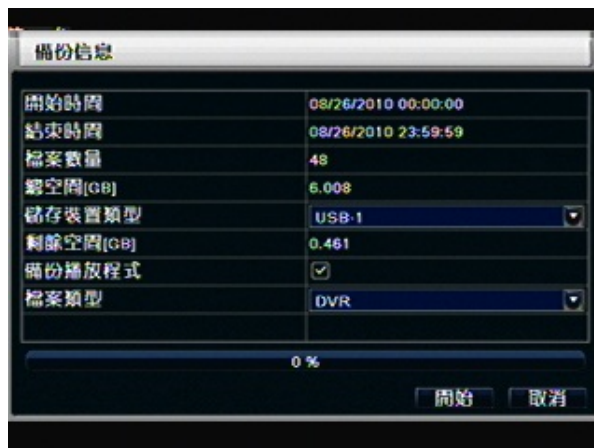 備份信息
開始時間 08/26/2010 00:00:00
結束時間 08/26/2010 23:59:59
檔案數量 48
總空間[GB] 6.008
儲存裝置類型 USB-1
剩餘空間[GB] 0.461
備份播放程式
檔案類型 DVR
0 %
開始 取消